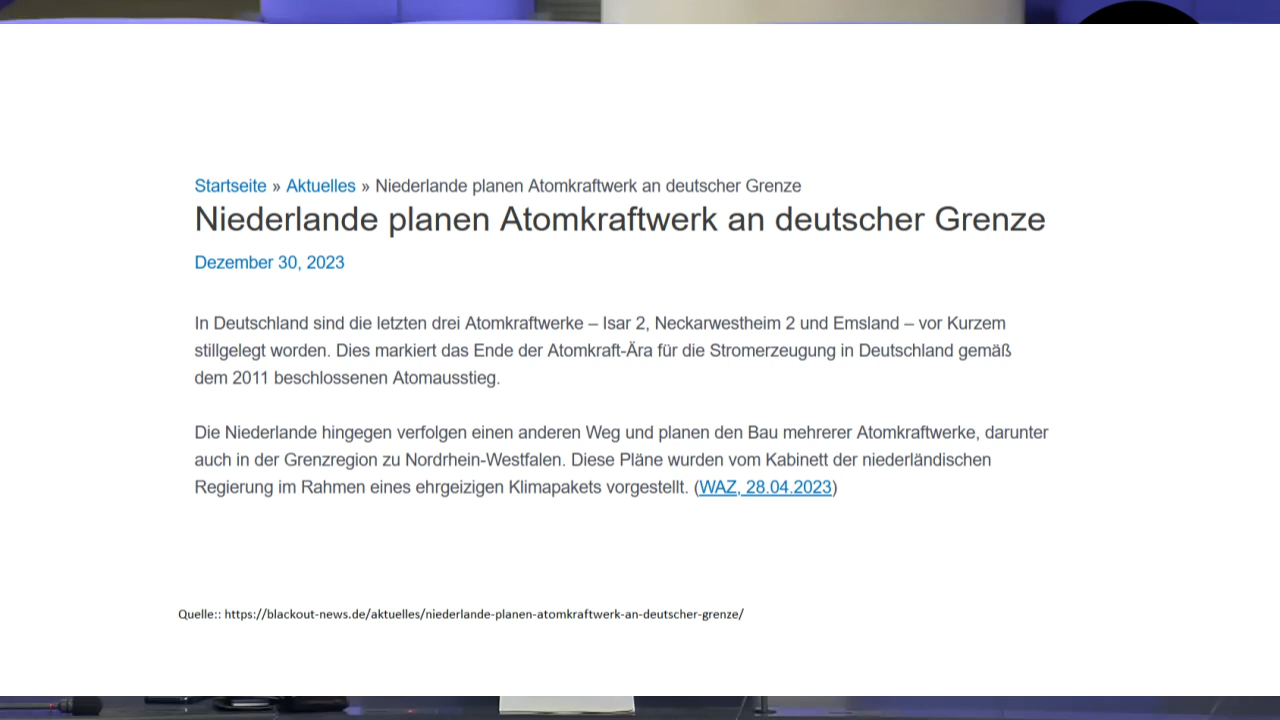 Startseite » Aktuelles » Niederlande planen Atomkraftwerk an deutscher Grenze
Niederlande planen Atomkraftwerk an deutscher Grenze
Dezember 30, 2023
In Deutschland sind die letzten drei Atomkraftwerke – Isar 2, Neckarwestheim 2 und Emsland – vor Kurzem
stillgelegt worden. Dies markiert das Ende der Atomkraft-Ära für die Stromerzeugung in Deutschland gemäß
dem 2011 beschlossenen Atomausstieg.
Die Niederlande hingegen verfolgen einen anderen Weg und planen den Bau mehrerer Atomkraftwerke, darunter
auch in der Grenzregion zu Nordrhein-Westfalen. Diese Pläne wurden vom Kabinett der niederländischen
Regierung im Rahmen eines ehrgeizigen Klimapakets vorgestellt. (WAZ, 28.04.2023)
Quelle:: https://blackout-news.de/aktuelles/niederlande-planen-atomkraftwerk-an-deutscher-grenze/